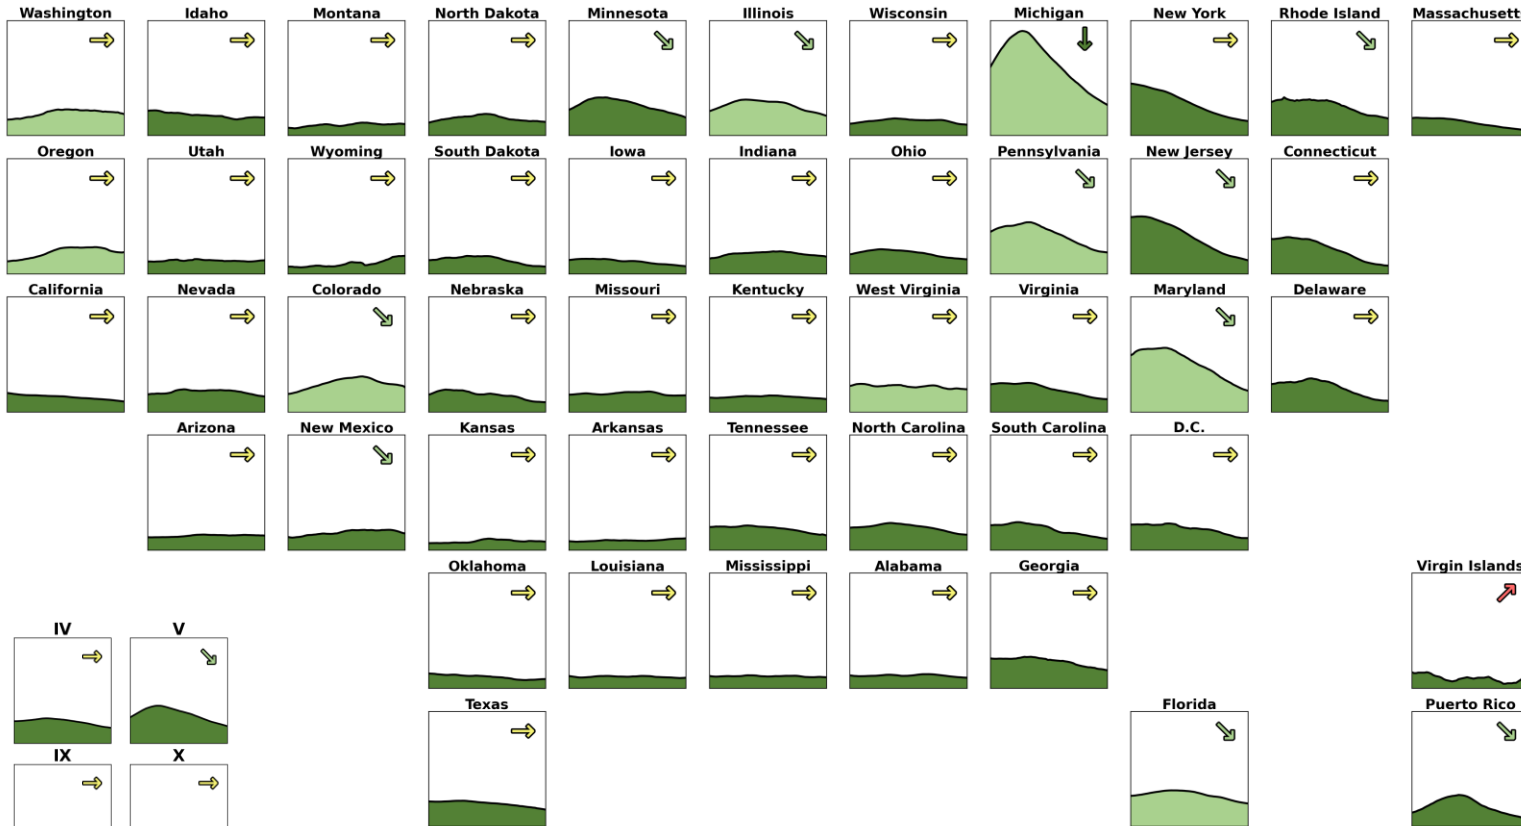 Washington Idaho Montana North Dakota Minnesota Illinois Wisconsin Michigan New York Rhode Island Massachusett
Oregon Utah Wyoming South Dakota Iowa Indiana Ohio Pennsylvania New Jersey Connecticut
California Nevada Colorado Nebraska Missouri Kentucky West Virginia Virginia Maryland Delaware
Arizona New Mexico Kansas Arkansas Tennessee North Carolina South Carolina D.C.
Oklahoma Louisiana Mississippi Alabama Georgia Virgin Islands
IV V
Texas Florida Puerto Rico
IX X